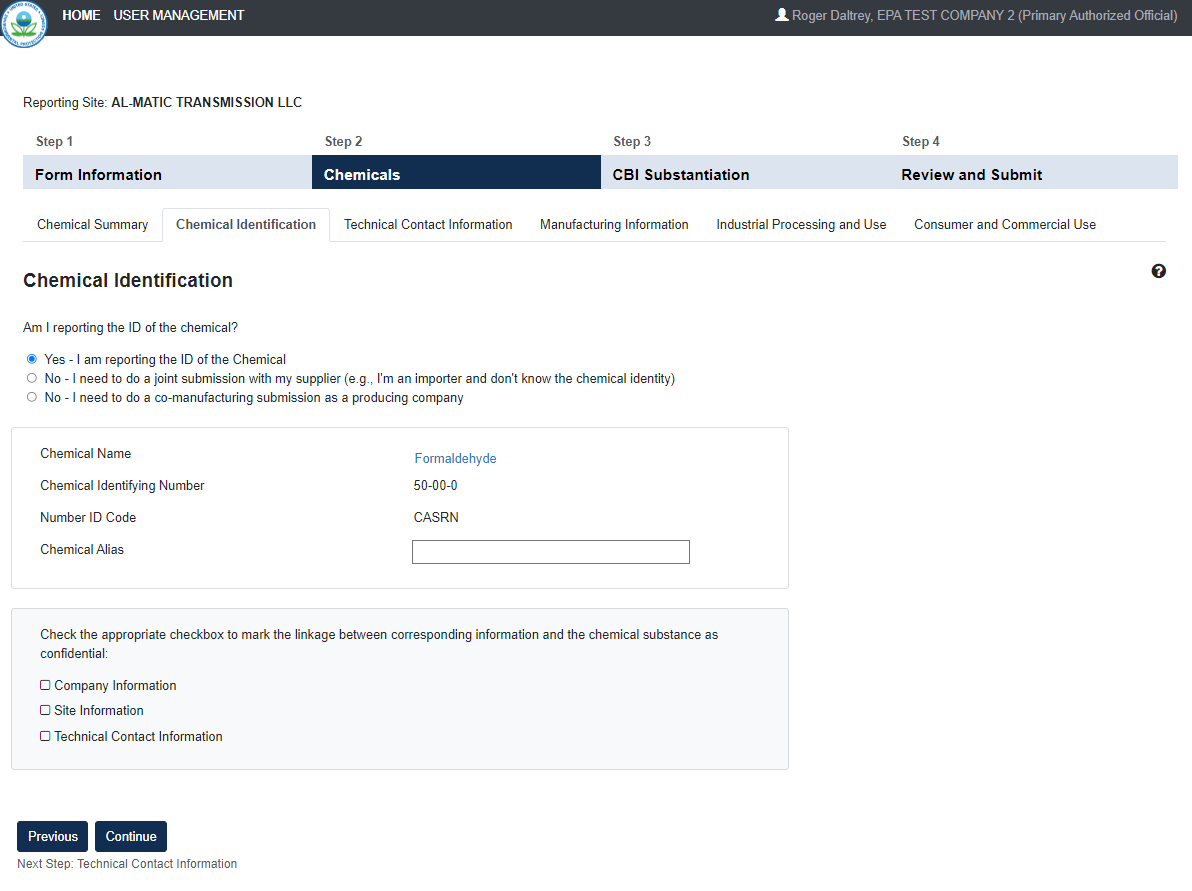 HOME USER MANAGEMENT Roger Daltrey, EPA TEST COMPANY 2 (Primary Authorized Official)
Reporting Site: AL-MATIC TRANSMISSION LLC
Step 1 Step 2 Step 3 Step 4
Form Information Chemicals CBI Substantiation Review and Submit
Chemical Summary Chemical Identification Technical Contact Information Manufacturing Information Industrial Processing and Use Consumer and Commercial Use
Chemical Identification
Am I reporting the ID of the chemical?
Yes - I am reporting the ID of the Chemical
No - I need to do a joint submission with my supplier (e.g., I'm an importer and don't know the chemical identity)
No - I need to do a co-manufacturing submission as a producing company
Chemical Name Formaldehyde
Chemical Identifying Number 50-00-0
Number ID Code CASRN
Chemical Alias
Check the appropriate checkbox to mark the linkage between corresponding information and the chemical substance as
confidential:
Company Information
Site Information
Technical Contact Information
Previous Continue
Next Step: Technical Contact Information